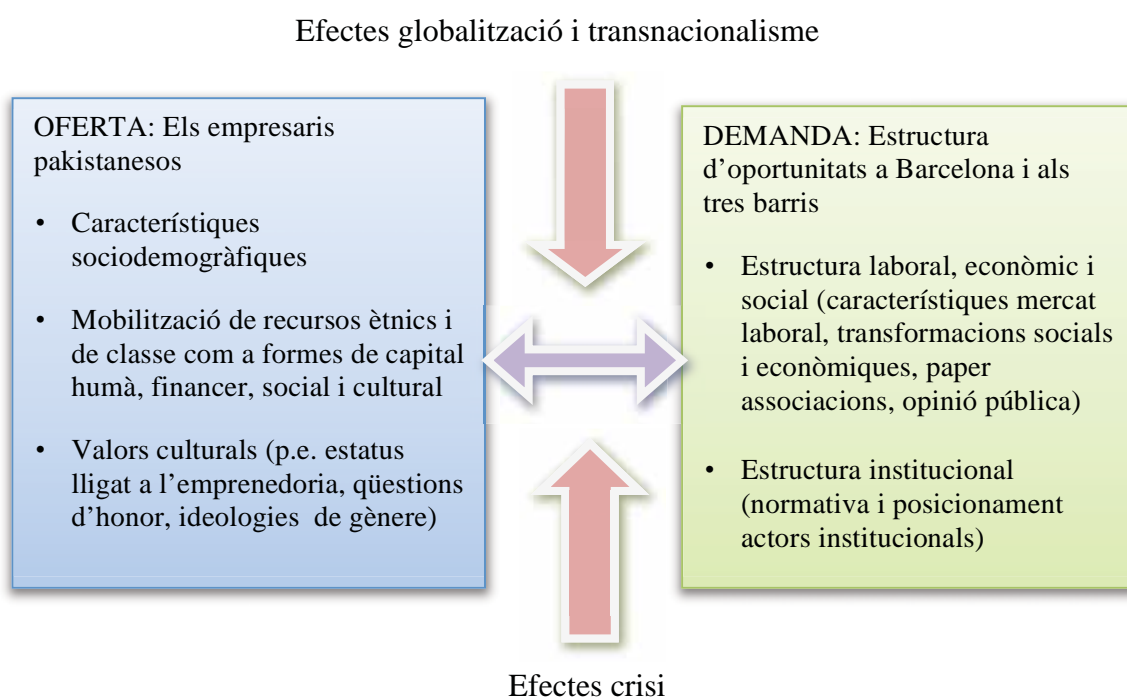 Efectes globalització i transnacionalisme
OFERTA: Els empresaris
pakistanesos
• Característiques
sociodemogràfiques
• Mobilització de recursos ètnics i
de classe com a formes de capital
humà, financer, social i cultural
• Valors culturals (p.e. estatus
lligat a l’emprenedoria, qüestions
d’honor, ideologies de gènere)
DEMANDA: Estructura
d’oportunitats a Barcelona i als
tres barris
• Estructura laboral, econòmic i
social (característiques mercat
laboral, transformacions socials
i econòmiques, paper
associacions, opinió pública)
• Estructura institucional
(normativa i posicionament
actors institucionals)
Efectes crisi